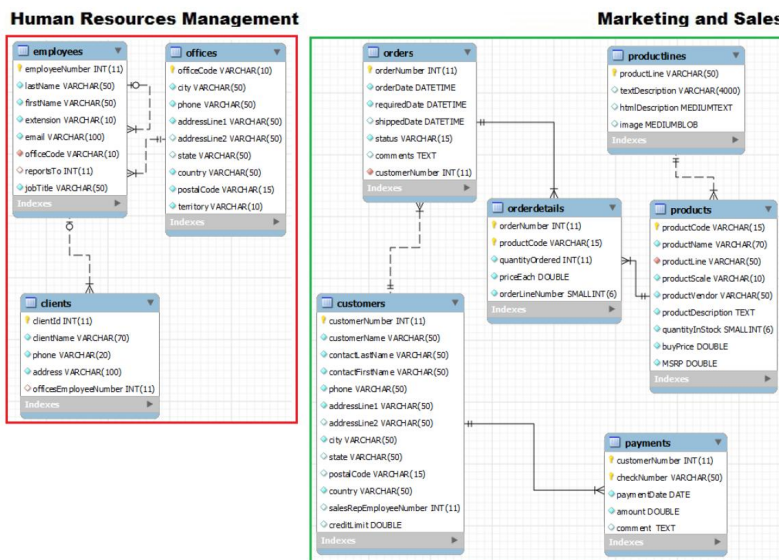 Human Resources Management
Marketing and Sales
employees
employeeNumber INT(11)
lastName VARCHAR(50)
firstName VARCHAR(50)
extension VARCHAR(10)
email VARCHAR(100)
officeCode VARCHAR(10)
reportsTo INT(11)
jobTitle VARCHAR(50)
Indexes
offices
officeCode VARCHAR(10)
city VARCHAR(50)
phone VARCHAR(50)
addressLine1 VARCHAR(50)
addressLine2 VARCHAR(50)
state VARCHAR(50)
country VARCHAR(50)
postalCode VARCHAR(15)
territory VARCHAR(10)
Indexes
clients
clientId INT(11)
clientName VARCHAR(70)
phone VARCHAR(20)
address VARCHAR(100)
officesEmployeeNumber INT(11)
Indexes
orders
orderNumber INT(11)
orderDate DATETIME
requiredDate DATETIME
shippedDate DATETIME
status VARCHAR(15)
comments TEXT
customerNumber INT(11)
Indexes
productlines
productLine VARCHAR(50)
textDescription VARCHAR(4000)
htmlDescription MEDIUMTEXT
image MEDIUMBLOB
Indexes
orderdetails
orderNumber INT(11)
productCode VARCHAR(15)
quantityOrdered INT(11)
priceEach DOUBLE
orderLineNumber SMALLINT(6)
Indexes
products
productCode VARCHAR(15)
productName VARCHAR(70)
productLine VARCHAR(50)
productScale VARCHAR(10)
productVendor VARCHAR(50)
productDescription TEXT
quantityInStock SMALLINT(6)
buyPrice DOUBLE
MSRP DOUBLE
Indexes
customers
customerNumber INT(11)
customerName VARCHAR(50)
contactLastName VARCHAR(50)
contactFirstName VARCHAR(50)
phone VARCHAR(50)
addressLine1 VARCHAR(50)
addressLine2 VARCHAR(50)
city VARCHAR(50)
state VARCHAR(50)
postalCode VARCHAR(15)
country VARCHAR(50)
salesRepEmployeeNumber INT(11)
creditLimit DOUBLE
Indexes
payments
customerNumber INT(11)
checkNumber VARCHAR(50)
paymentDate DATE
amount DOUBLE
comment TEXT
Indexes